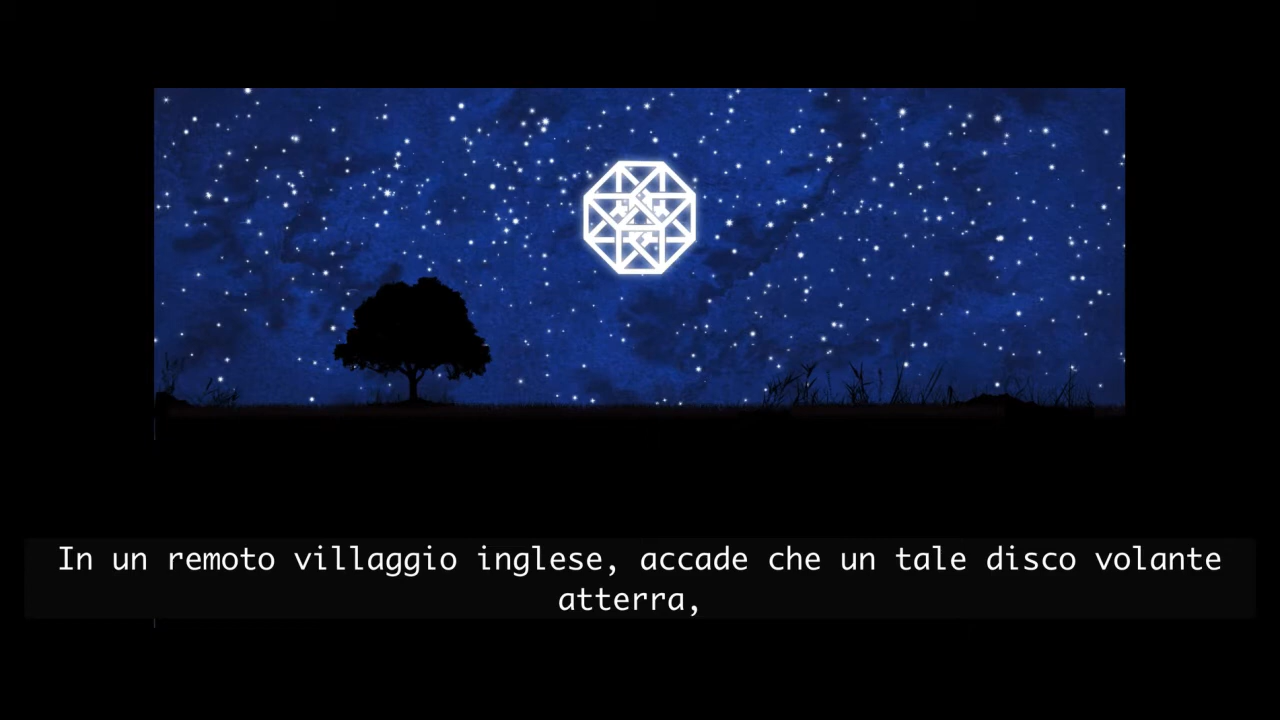 In un remoto villaggio inglese, accade che un tale disco volante
atterra,